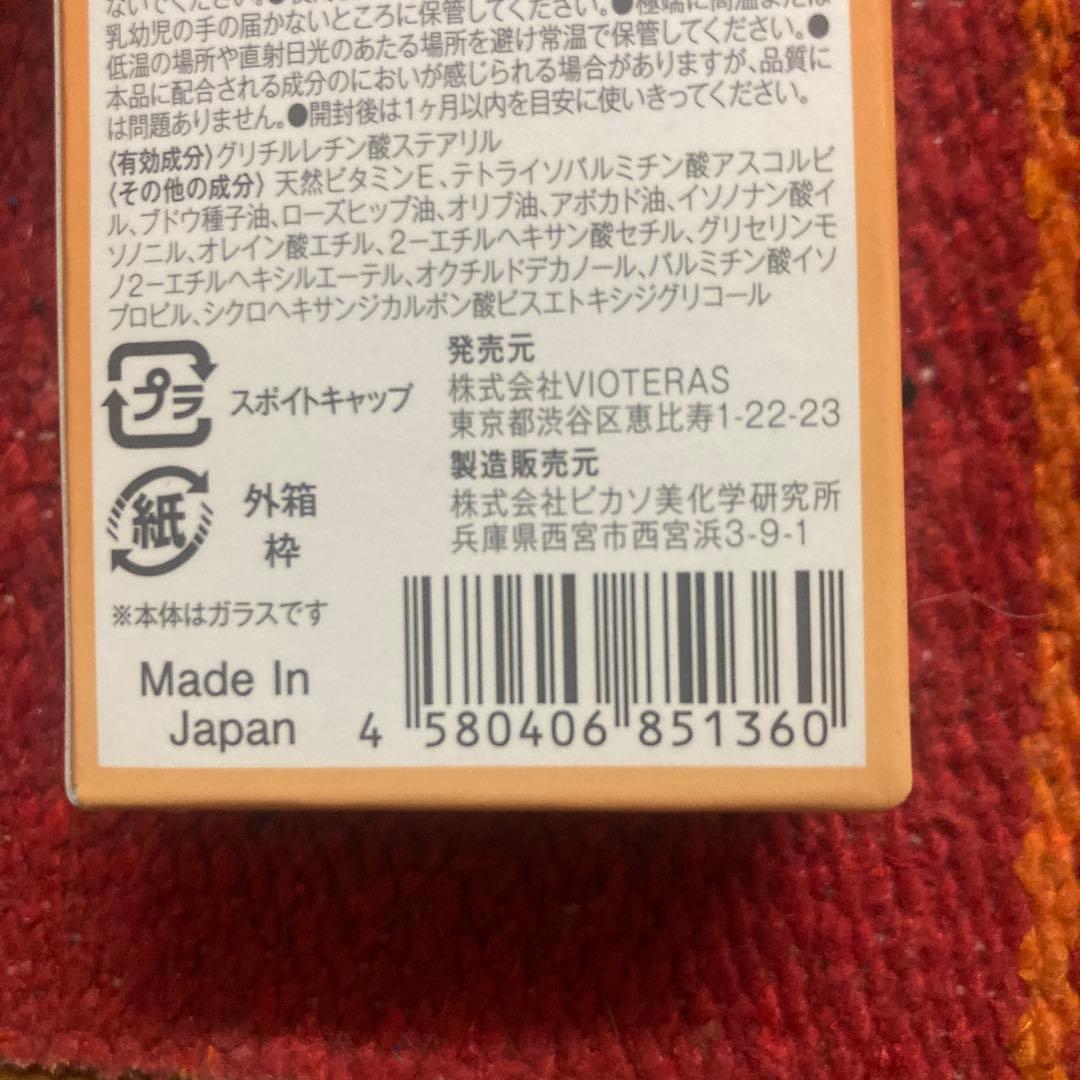 ないでください。●使用
乳幼児の手の届かないところに保管してください。●極端に高温または
低温の場所や直射日光のあたる場所を避け常温で保管してください。●
本品に配合される成分のにおいが感じられる場合がありますが、品質に
は問題ありません。●開封後は1ヶ月以内を目安に使いきってください。
〈有効成分〉グリチルレチン酸ステアリル
〈その他の成分〉天然ビタミンE、テトライソパルミチン酸アスコルビ
ル、ブドウ種子油、ローズヒップ油、オリブ油、アボカド油、イソノナン酸イ
ソノニル、オレイン酸エチル、2−エチルヘキサン酸セチル、グリセリンモ
ノ2−エチルヘキシルエーテル、オクチルドデカノール、パルミチン酸イソ
プロピル、シクロヘキサンジカルボン酸ビスエトキシジグリコール
プラ
スポイトキャップ
紙
外箱
枠
※本体はガラスです
Made In
Japan
発売元
株式会社VIOTERAS
東京都渋谷区恵比寿1-22-23
製造販売元
株式会社ピカソ美化学研究所
兵庫県西宮市西宮浜3-9-1
4 580406 851360